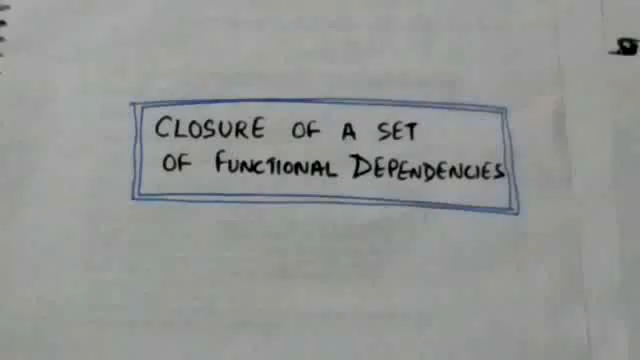 CLOSURE OF A SET
OF FUNCTIONAL DEPENDENCIES